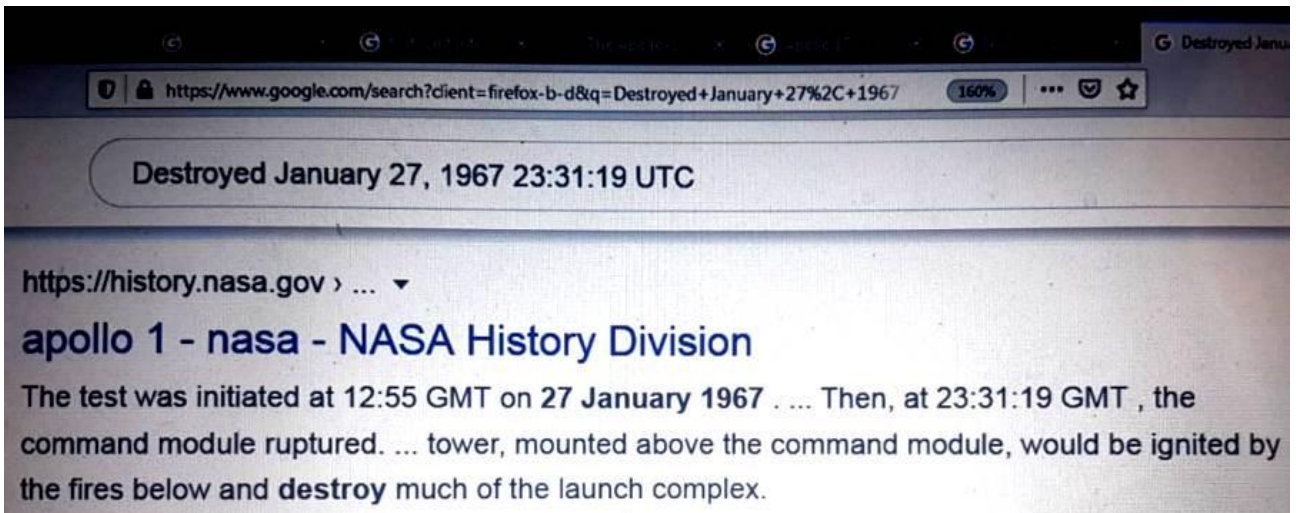 G Destroyed Janu
https://www.google.com/search?client=firefox-b-d&q=Destroyed+January+27%2C+1967
160%
Destroyed January 27, 1967 23:31:19 UTC
https://history.nasa.gov › ...
apollo 1 - nasa - NASA History Division
The test was initiated at 12:55 GMT on 27 January 1967 . ... Then, at 23:31:19 GMT , the
command module ruptured. ... tower, mounted above the command module, would be ignited by
the fires below and destroy much of the launch complex.